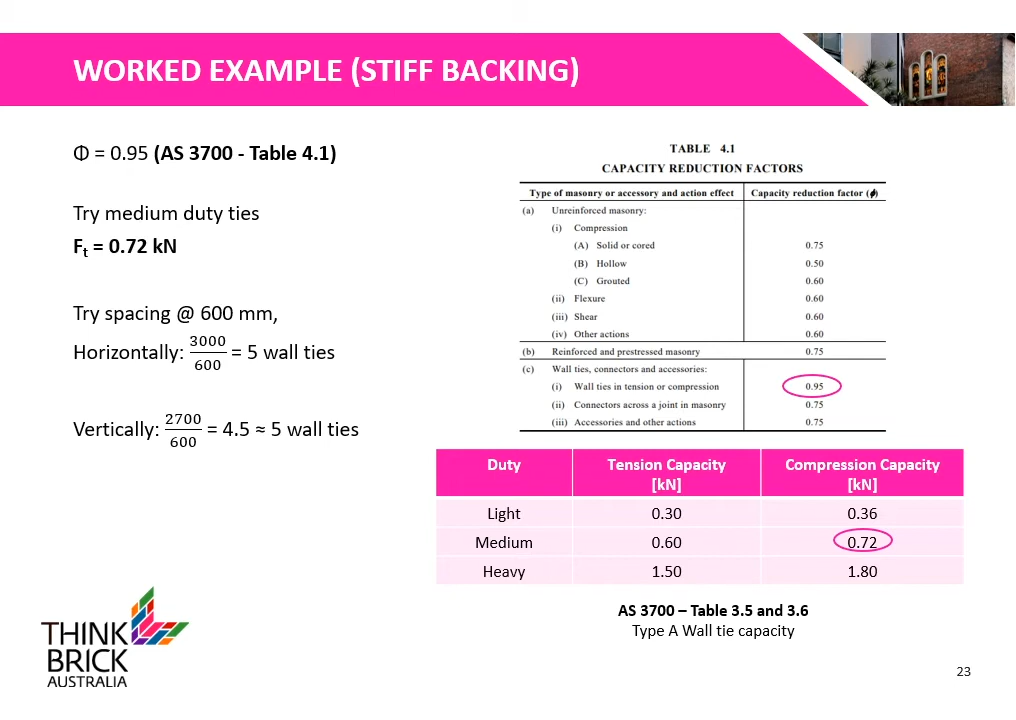 WORKED EXAMPLE (STIFF BACKING)
Φ = 0.95 (AS 3700 - Table 4.1)
Try medium duty ties
Ft = 0.72 kN
Try spacing @ 600 mm,
Horizontally: 3000/600 = 5 wall ties
Vertically: 2700/600 = 4.5 ≈ 5 wall ties
TABLE 4.1
CAPACITY REDUCTION FACTORS
Type of masonry or accessory and action effect Capacity reduction factor (ϕ)
(a) Unreinforced masonry:
(i) Compression
(A) Solid or cored 0.75
(B) Hollow 0.50
(C) Grouted 0.60
(ii) Flexure 0.60
(iii) Shear 0.60
(iv) Other actions 0.60
(b) Reinforced and prestressed masonry 0.75
(c) Wall ties, connectors and accessories:
(i) Wall ties in tension or compression 0.95
(ii) Connectors across a joint in masonry 0.75
(iii) Accessories and other actions 0.75
Duty Tension Capacity [kN] Compression Capacity [kN]
Light 0.30 0.36
Medium 0.60 0.72
Heavy 1.50 1.80
AS 3700 – Table 3.5 and 3.6
Type A Wall tie capacity
THINK
BRICK
AUSTRALIA
23